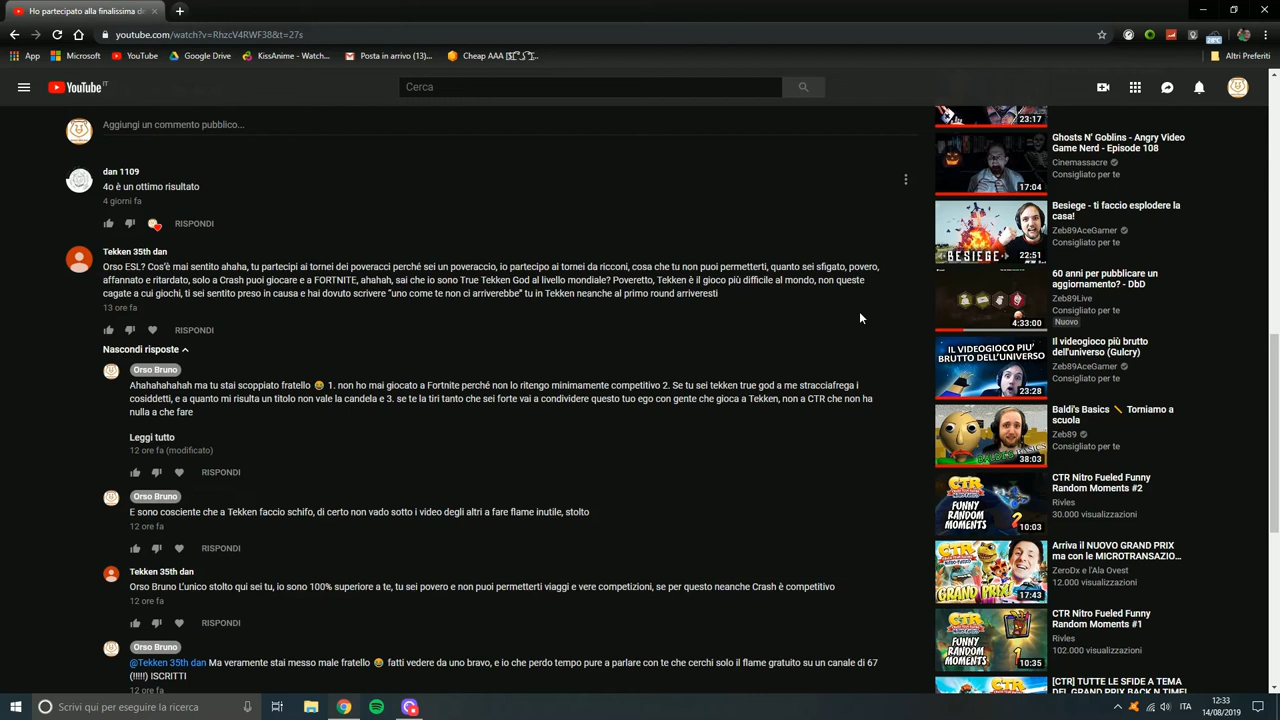 Ho partecipato alla finalissima de
youtube.com/watch?v=RhzcV4RWF38&t=27s
28°C
App
Microsoft
YouTube
Google Drive
KissAnime - Watch...
Posta in arrivo (13)...
Cheap AAA
Altri Preferiti
YouTube IT
Cerca
Aggiungi un commento pubblico...
dan 1109
4o è un ottimo risultato
4 giorni fa
RISPONDI
Tekken 35th dan
Orso ESL? Cos'è mai sentito ahaha, tu partecipi ai tornei dei poveracci perché sei un poveraccio, io partecipo ai tornei da ricconi, cosa che tu non puoi permetterti, quanto sei sfigato, povero,
affannato e ritardato, solo a Crash puoi giocare e a FORTNITE, ahahah, sai che io sono True Tekken God al livello mondiale? Poveretto, Tekken è il gioco più difficile al mondo, non queste
cagate a cui giochi, ti sei sentito preso in causa e hai dovuto scrivere "uno come te non ci arriverebbe" tu in Tekken neanche al primo round arriveresti
13 ore fa
RISPONDI
Nascondi risposte
Orso Bruno
Ahahahahahah ma tu stai scoppiato fratello 😂 1. non ho mai giocato a Fortnite perché non lo ritengo minimamente competitivo 2. Se tu sei tekken true god a me stracciafrega i
cosiddetti, e a quanto mi risulta un titolo non vale la candela e 3. se te la tiri tanto che sei forte vai a condividere questo tuo ego con gente che gioca a Tekken, non a CTR che non ha
nulla a che fare
Leggi tutto
12 ore fa (modificato)
RISPONDI
Orso Bruno
E sono cosciente che a Tekken faccio schifo, di certo non vado sotto i video degli altri a fare flame inutile, stolto
12 ore fa
RISPONDI
Tekken 35th dan
Orso Bruno L'unico stolto qui sei tu, io sono 100% superiore a te, tu sei povero e non puoi permetterti viaggi e vere competizioni, se per questo neanche Crash è competitivo
12 ore fa
RISPONDI
Orso Bruno
@Tekken 35th dan Ma veramente stai messo male fratello 😂 fatti vedere da uno bravo, e io che perdo tempo pure a parlare con te che cerchi solo il flame gratuito su un canale di 67
(!!!!!) ISCRITTI
12 ore fa
23:17
Ghosts N' Goblins - Angry Video
Game Nerd - Episode 108
Cinemassacre
Consigliato per te
17:04
Besiege - ti faccio esplodere la
casa!
Zeb89AceGamer
Consigliato per te
BESIEGE
22:51
60 anni per pubblicare un
aggiornamento? - DbD
Zeb89Live
Consigliato per te
Nuovo
4:33:00
IL VIDEOGIOCO PIU'
BRUTTO DELL'UNIVERSO
23:28
Il videogioco più brutto
dell'universo (Gulcry)
Zeb89AceGamer
Consigliato per te
BALDI'S BASICS
38:03
Baldi's Basics 📏 Torniamo a
scuola
Zeb89
Consigliato per te
CTR
FUNNY
RANDOM
MOMENTS
2
10:03
CTR Nitro Fueled Funny
Random Moments #2
Rivles
30.000 visualizzazioni
CTR
GRAND PRIX
17:43
Arriva il NUOVO GRAND PRIX
ma con le MICROTRANSAZIO...
ZeroDx e l'Ala Ovest
12.000 visualizzazioni
CTR
FUNNY
RANDOM
MOMENTS
1
10:35
CTR Nitro Fueled Funny
Random Moments #1
Rivles
102.000 visualizzazioni
[CTR] TUTTE LE SFIDE A TEMA
DEL GRAND PRIX BACK N TIME!
Scrivi qui per eseguire la ricerca
ITA
12:33
14/08/2019